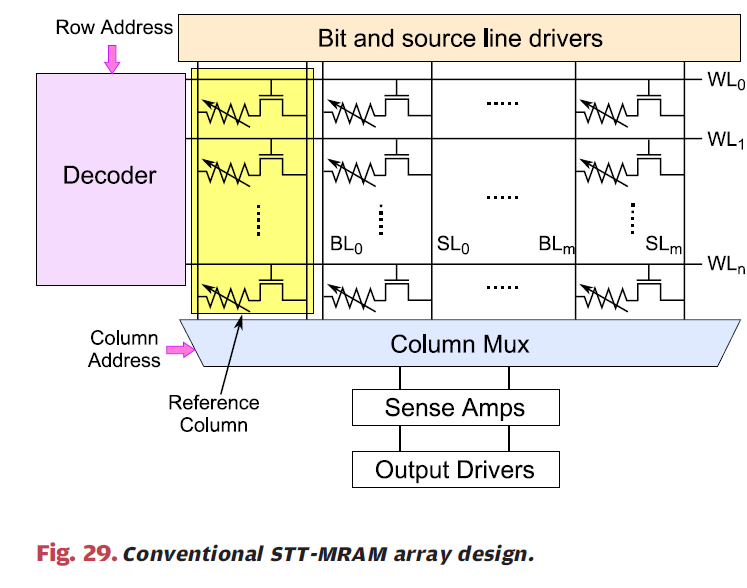 Row Address
Bit and source line drivers
WL0
Decoder
WL1
BL0 SL0 BLm SLm
WLn
Column
Address
Column Mux
Reference
Column
Sense Amps
Output Drivers
Fig. 29. Conventional STT-MRAM array design.